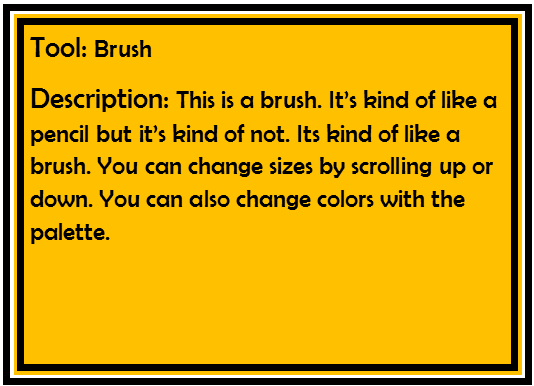 Tool: Brush
Description: This is a brush. It’s kind of like a
pencil but it’s kind of not. Its kind of like a
brush. You can change sizes by scrolling up or
down. You can also change colors with the
palette.